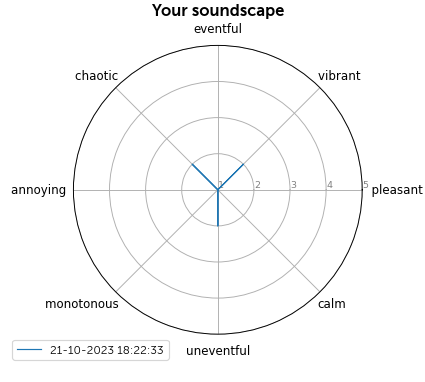 Your soundscape
eventful
chaotic
vibrant
annoying
1
2
3
4
5
pleasant
monotonous
calm
uneventful
21-10-2023 18:22:33